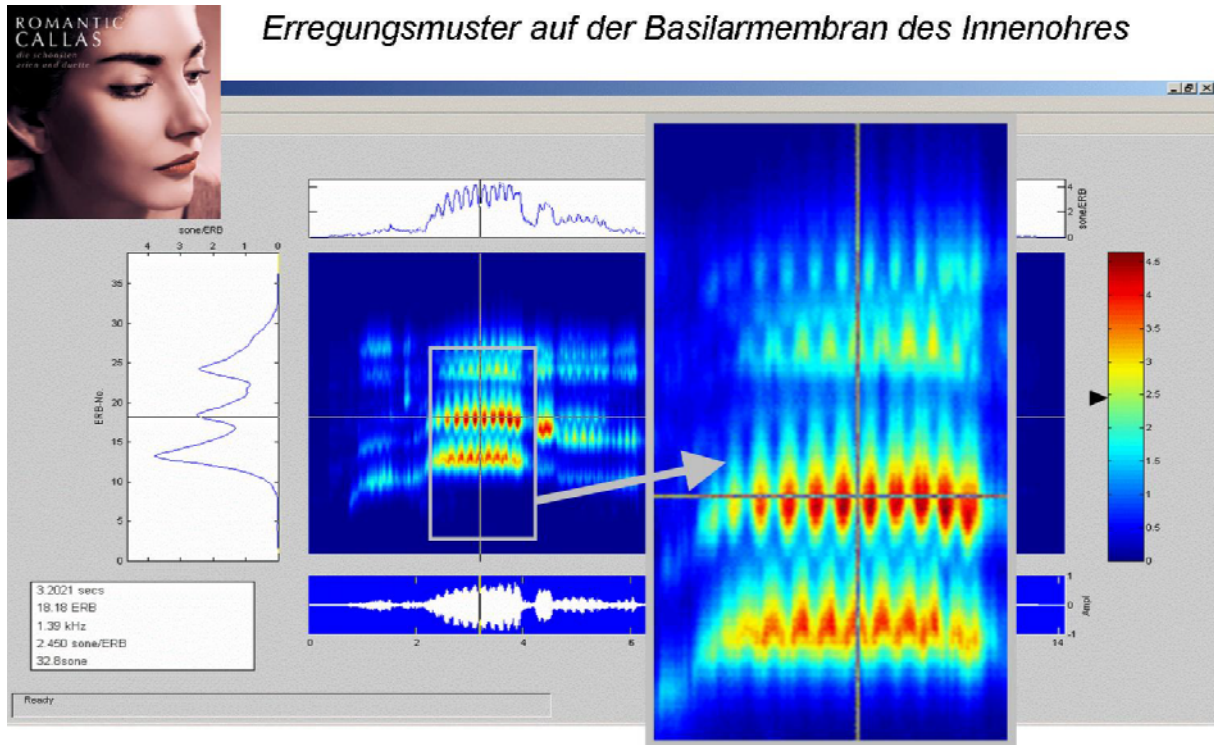 Erregungsmuster auf der Basilarmembran des Innenohres
ROMANTIC
CALLAS
die schönsten
arien und duette
sone/ERB
4 3 2 1 0
35
30
25
20
15
10
5
0
ERB-No.
4
2
0
sone/ERB
4.5
4
3.5
3
2.5
2
1.5
1
0.5
0
3.2021 secs
18.18 ERB
1.39 kHz
2.450 sone/ERB
32.8sone
0 2 4 6 14
1
0
-1
Ampl
Ready